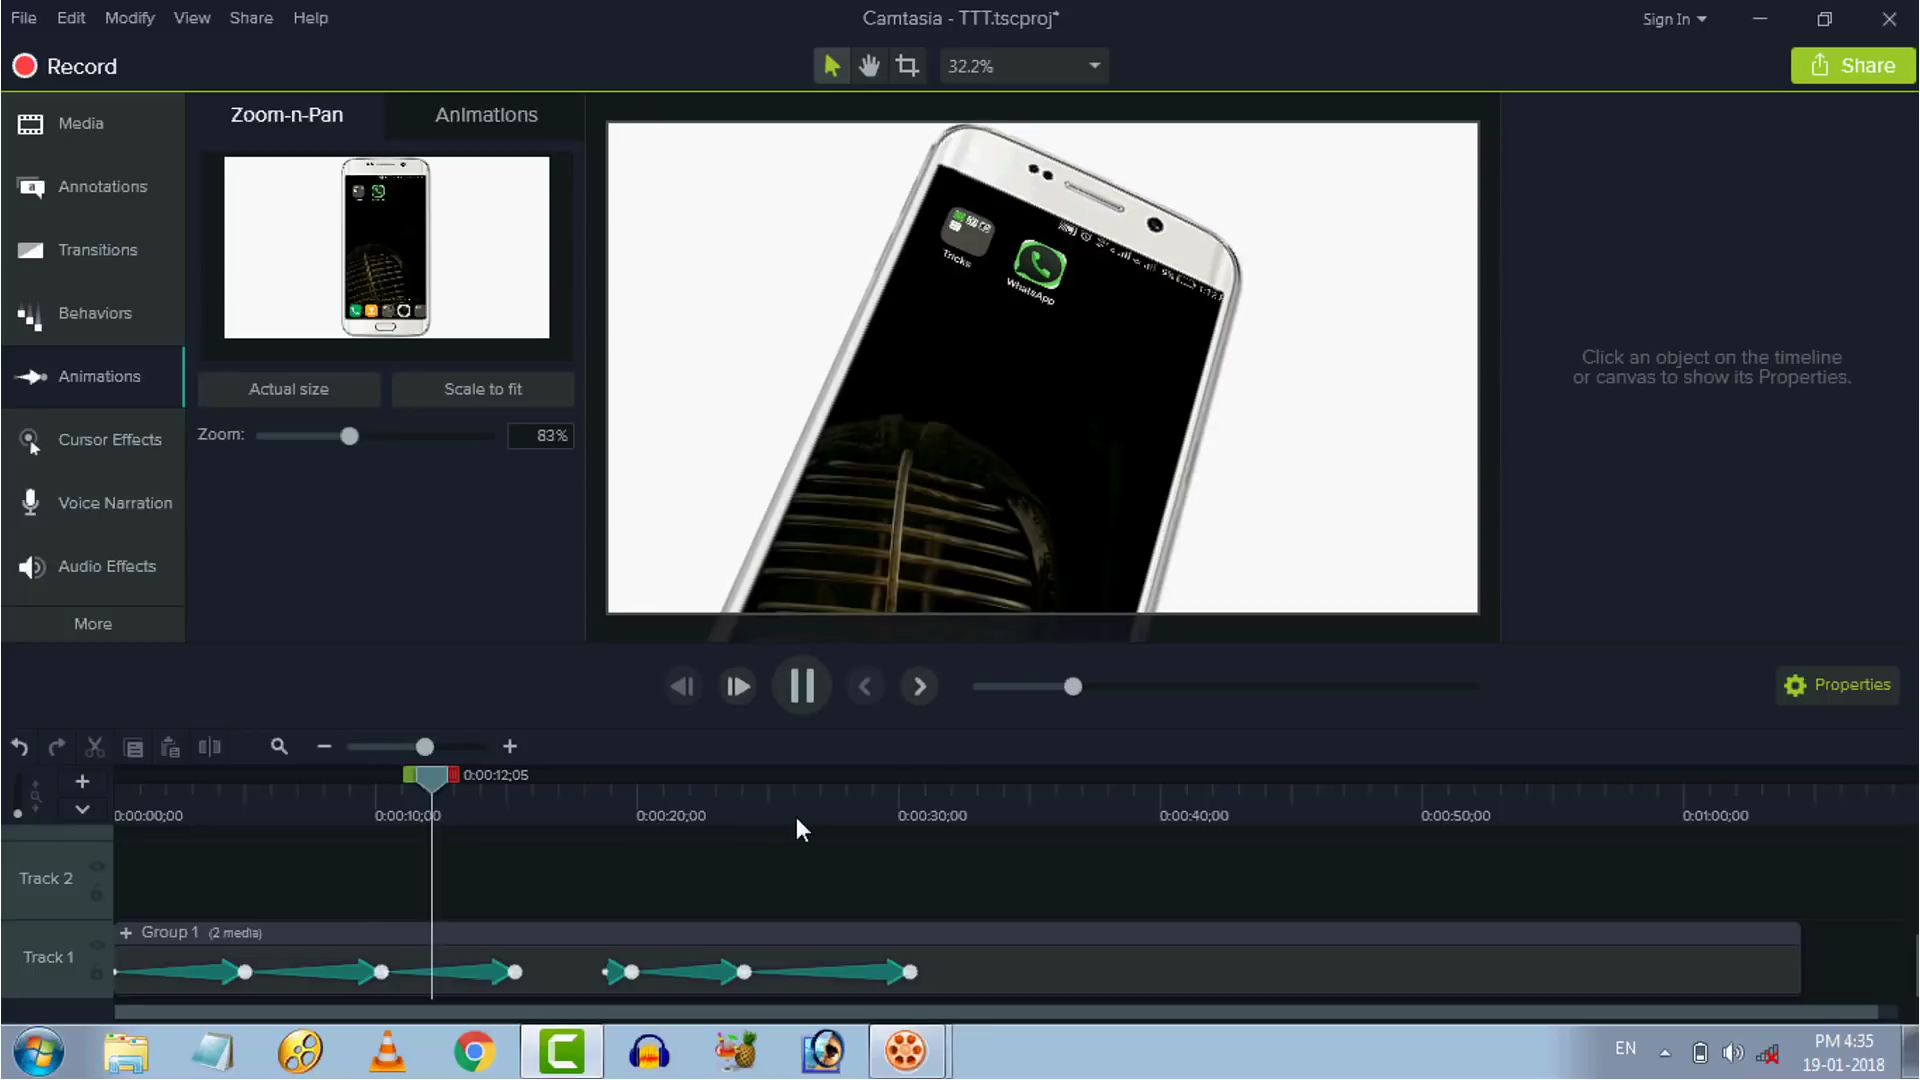 File Edit Modify View Share Help
Camtasia - TTT.tscproj*
Sign In
Record
32.2%
Share
Media
Annotations
Transitions
Behaviors
Animations
Cursor Effects
Voice Narration
Audio Effects
More
Zoom-n-Pan Animations
Actual size Scale to fit
Zoom: 83%
Tricks
WhatsApp
Click an object on the timeline
or canvas to show its Properties.
Properties
0:00:12;05
0:00:00;00 0:00:10;00 0:00:20;00 0:00:30;00 0:00:40;00 0:00:50;00 0:01:00;00
Track 2
Group 1 (2 media)
Track 1
EN
PM 4:35
19-01-2018